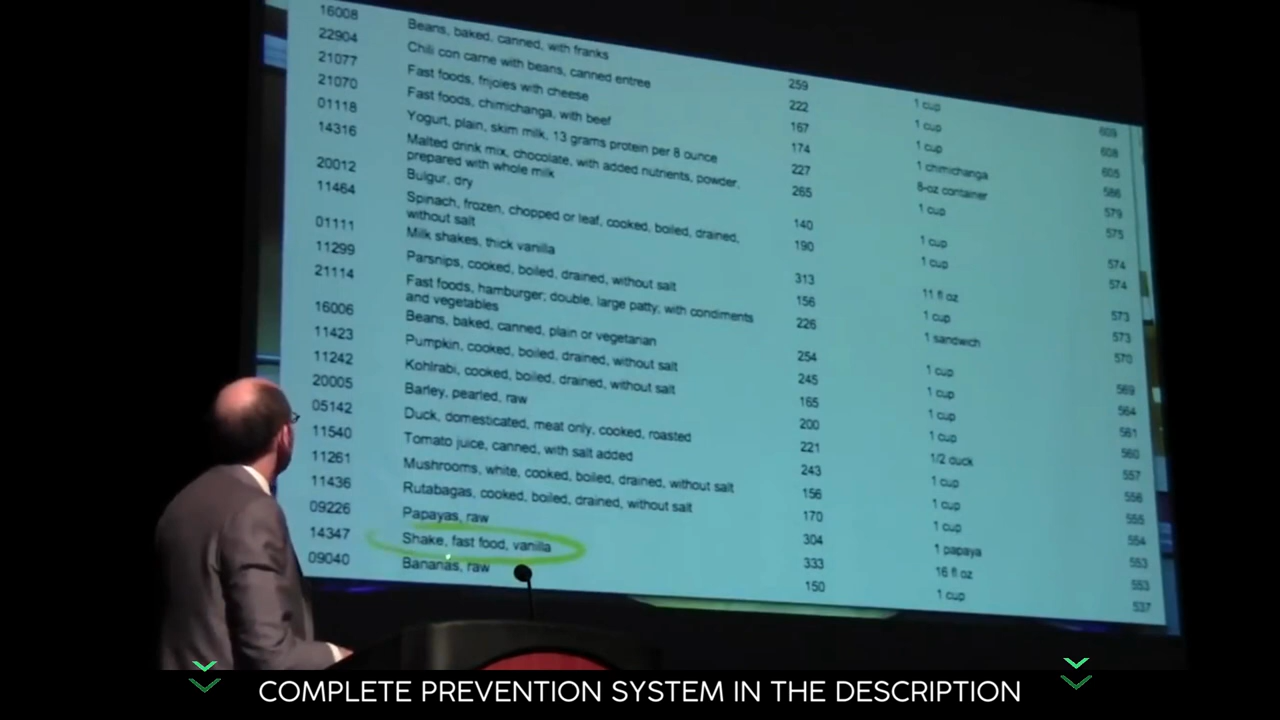 16008 Beans, baked, canned, with franks 259 1 cup 609
22904 Chili con carne with beans, canned entree 222 1 cup 608
21077 Fast foods, frijoles with cheese 167 1 cup 605
21070 Fast foods, chimichanga, with beef 174 1 chimichanga 586
01118 Yogurt, plain, skim milk, 13 grams protein per 8 ounce 227 8-oz container 579
14316 Malted drink mix, chocolate, with added nutrients, powder, 265 1 cup 575
prepared with whole milk
20012 Bulgur, dry 140 1 cup 574
11464 Spinach, frozen, chopped or leaf, cooked, boiled, drained, 190 1 cup 574
without salt
01111 Milk shakes, thick vanilla 313 11 fl oz 573
11299 Parsnips, cooked, boiled, drained, without salt 156 1 cup 573
21114 Fast foods, hamburger; double, large patty; with condiments 226 1 sandwich 570
and vegetables
16006 Beans, baked, canned, plain or vegetarian 254 1 cup 569
11423 Pumpkin, cooked, boiled, drained, without salt 245 1 cup 564
11242 Kohlrabi, cooked, boiled, drained, without salt 165 1 cup 561
20005 Barley, pearled, raw 200 1 cup 560
05142 Duck, domesticated, meat only, cooked, roasted 221 1/2 duck 557
11540 Tomato juice, canned, with salt added 243 1 cup 556
11261 Mushrooms, white, cooked, boiled, drained, without salt 156 1 cup 555
11436 Rutabagas, cooked, boiled, drained, without salt 170 1 cup 554
09226 Papayas, raw 304 1 papaya 553
14347 Shake, fast food, vanilla 333 16 fl oz 553
09040 Bananas, raw 150 1 cup 537
COMPLETE PREVENTION SYSTEM IN THE DESCRIPTION